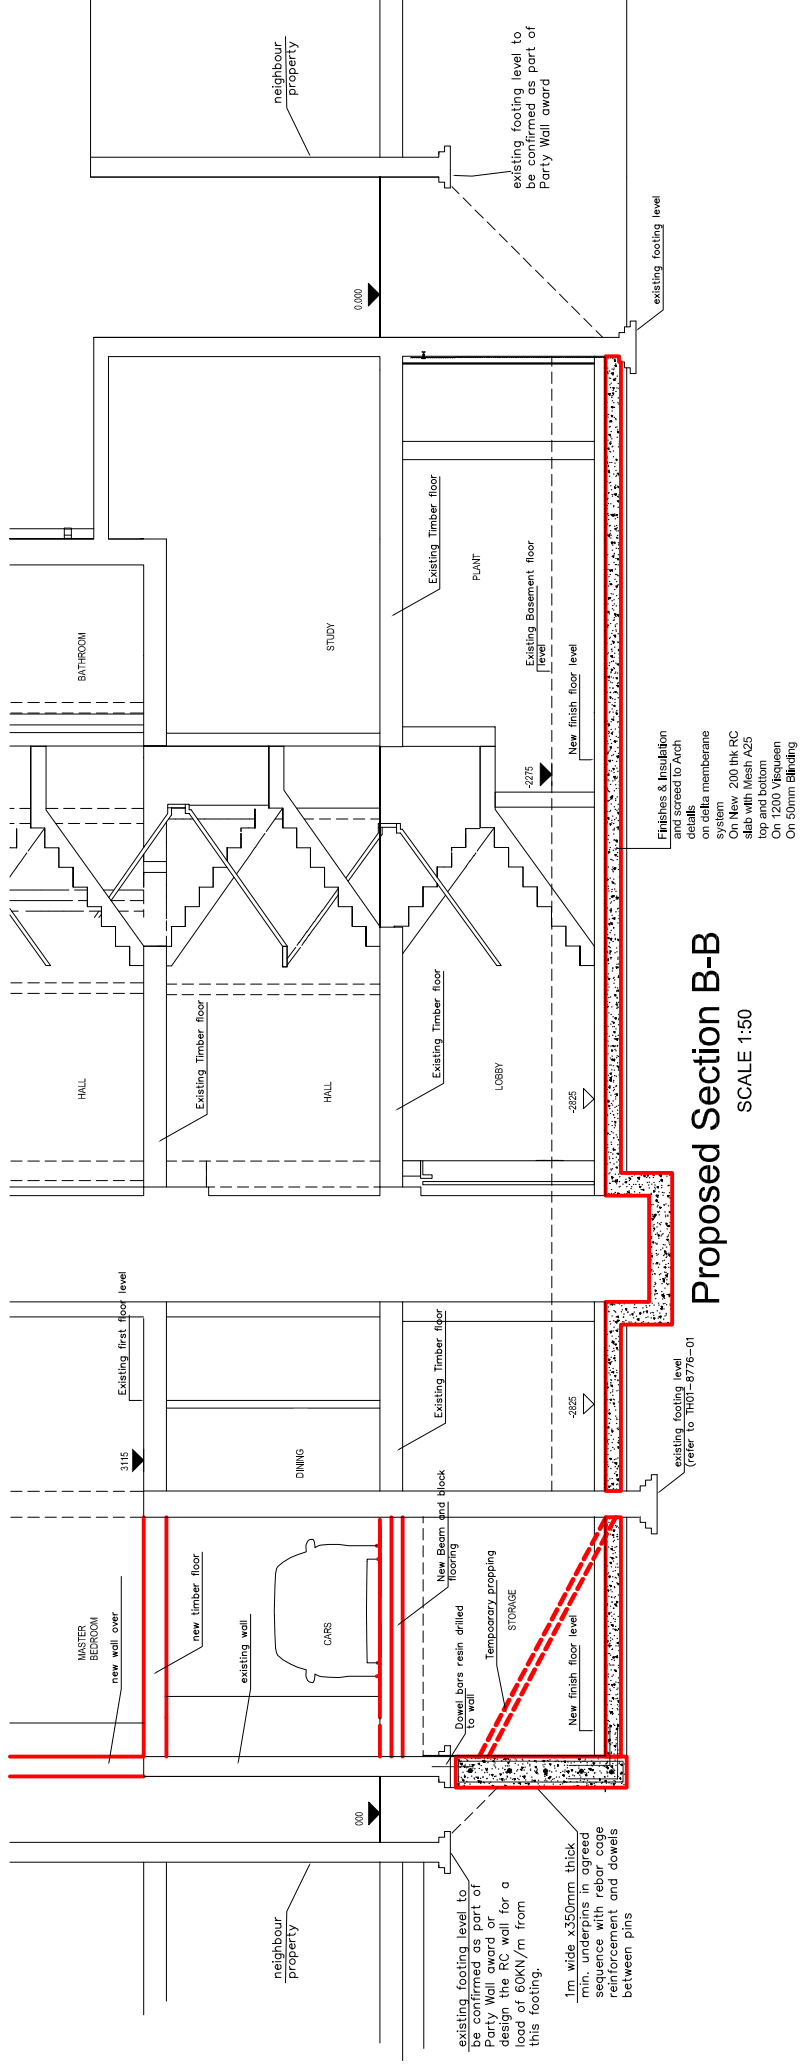 neighbour
property
existing footing level to
be confirmed as part of
Party Wall award
0.000
existing footing level
BATHROOM
STUDY
Existing Timber floor
PLANT
Existing Basement floor
level
New finish floor level
-2275
Finishes & Insulation
and screed to Arch
details
on delta memberane
system
On New 200 thk RC
slab with Mesh A25
top and bottom
On 1200 Visqueen
On 50mm Blinding
HALL
Existing Timber floor
HALL
Existing Timber floor
LOBBY
-2825
Proposed Section B-B
SCALE 1:50
Existing first floor level
3115
DINING
Existing Timber floor
-2825
existing footing level
(refer to TH01-8776-01
MASTER
BEDROOM
new wall over
new timber floor
existing wall
CARS
New Beam and block
flooring
Dowel bars resin drilled
to wall
Tempoarary propping
STORAGE
New finish floor level
000
neighbour
property
existing footing level to
be confirmed as part of
Party Wall award or
design the RC wall for a
load of 60KN/m from
this footing.
1m wide x350mm thick
min. underpins in agreed
sequence with rebar cage
reinforcement and dowels
between pins